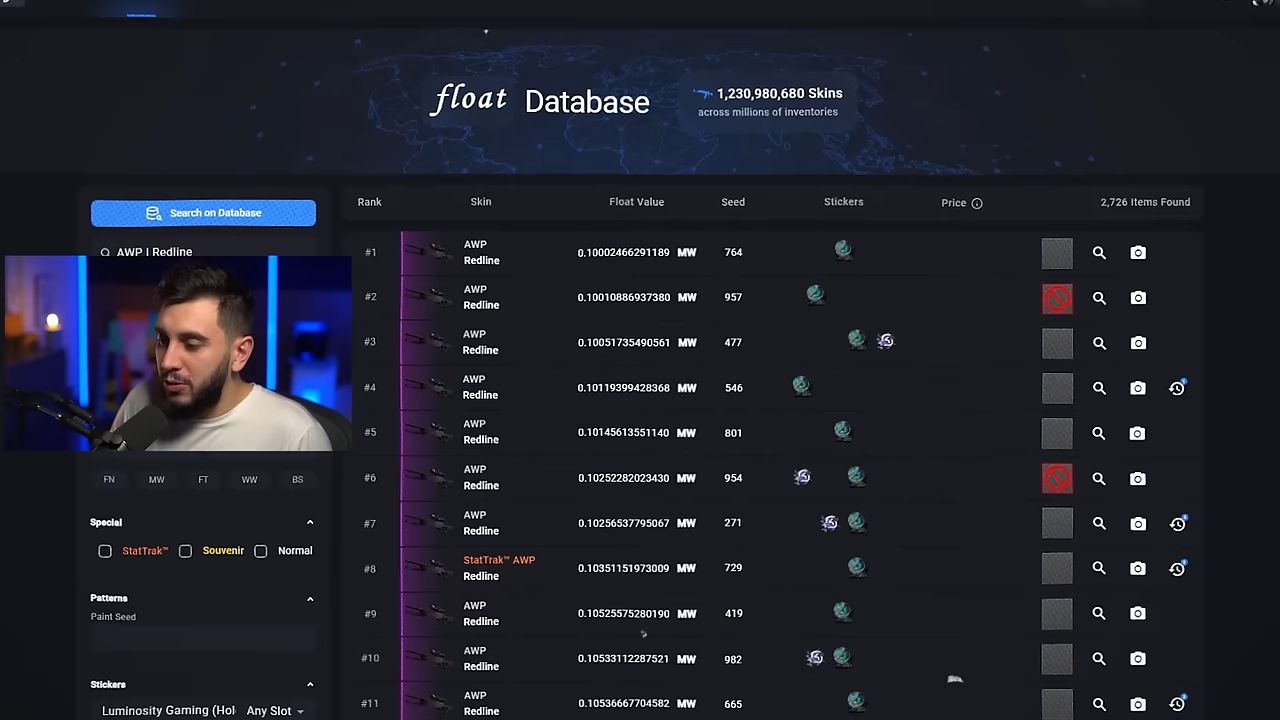 float Database
1,230,980,680 Skins
across millions of inventories
Search on Database
AWP | Redline
FN MW FT WW BS
Special
StatTrak™ Souvenir Normal
Patterns
Paint Seed
Stickers
Luminosity Gaming (Hol Any Slot
Rank Skin Float Value Seed Stickers Price 2,726 Items Found
#1 AWP Redline 0.10002466291189 MW 764
#2 AWP Redline 0.10010886937380 MW 957
#3 AWP Redline 0.10051735490561 MW 477
#4 AWP Redline 0.10119399428368 MW 546
#5 AWP Redline 0.10145613551140 MW 801
#6 AWP Redline 0.10252282023430 MW 954
#7 AWP Redline 0.10256537795067 MW 271
#8 StatTrak™ AWP Redline 0.10351151973009 MW 729
#9 AWP Redline 0.10525575280190 MW 419
#10 AWP Redline 0.10533112287521 MW 982
#11 AWP Redline 0.10536667704582 MW 665